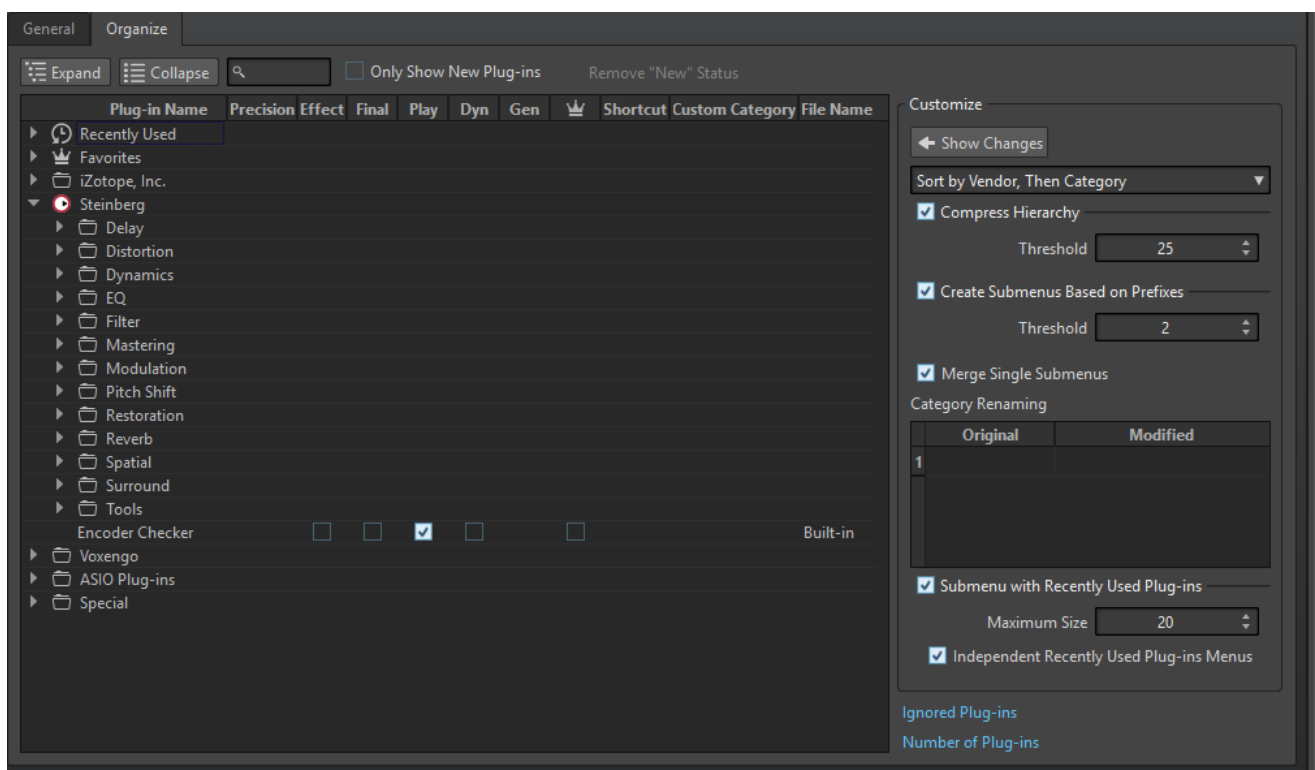 General Organize
Expand Collapse Only Show New Plug-ins Remove "New" Status
Plug-in Name Precision Effect Final Play Dyn Gen Shortcut Custom Category File Name
Recently Used
Favorites
iZotope, Inc.
Steinberg
Delay
Distortion
Dynamics
EQ
Filter
Mastering
Modulation
Pitch Shift
Restoration
Reverb
Spatial
Surround
Tools
Encoder Checker Built-in
Voxengo
ASIO Plug-ins
Special
Customize
Show Changes
Sort by Vendor, Then Category
Compress Hierarchy
Threshold 25
Create Submenus Based on Prefixes
Threshold 2
Merge Single Submenus
Category Renaming
Original Modified
1
Submenu with Recently Used Plug-ins
Maximum Size 20
Independent Recently Used Plug-ins Menus
Ignored Plug-ins
Number of Plug-ins